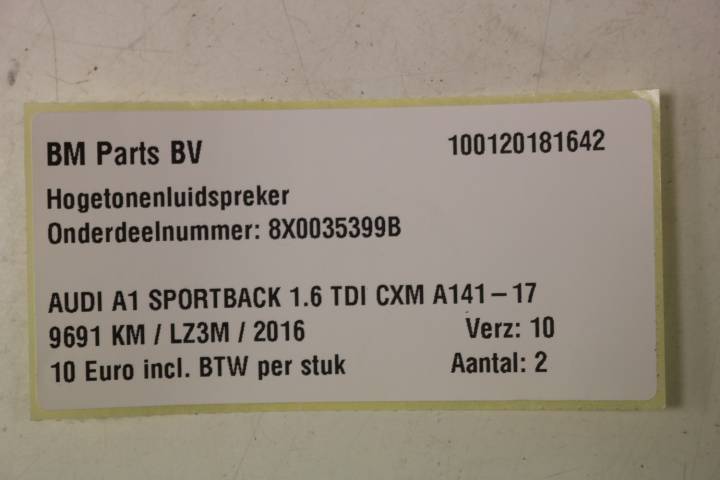 BM Parts BV 100120181642
Hogetonenluidspreker
Onderdeelnummer: 8X0035399B
AUDI A1 SPORTBACK 1.6 TDI CXM A141-17
9691 KM / LZ3M / 2016 Verz: 10
10 Euro incl. BTW per stuk Aantal: 2